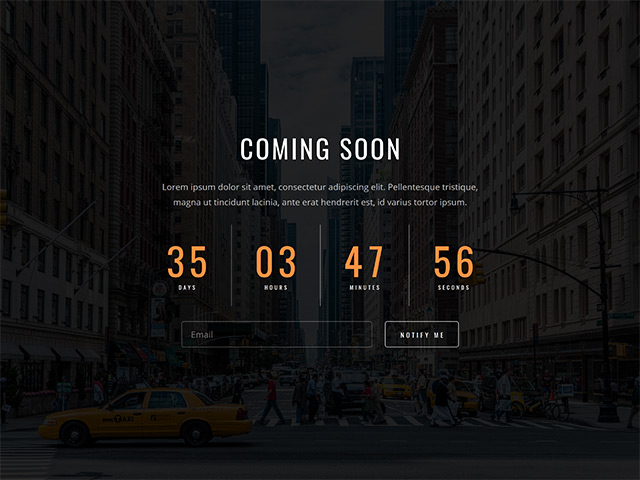 COMING SOON
Lorem ipsum dolor sit amet, consectetur adipiscing elit. Pellentesque tristique,
magna ut tincidunt lacinia, ante erat hendrerit est, id varius tortor ipsum.
35 03 47 56
DAYS HOURS MINUTES SECONDS
Email NOTIFY ME